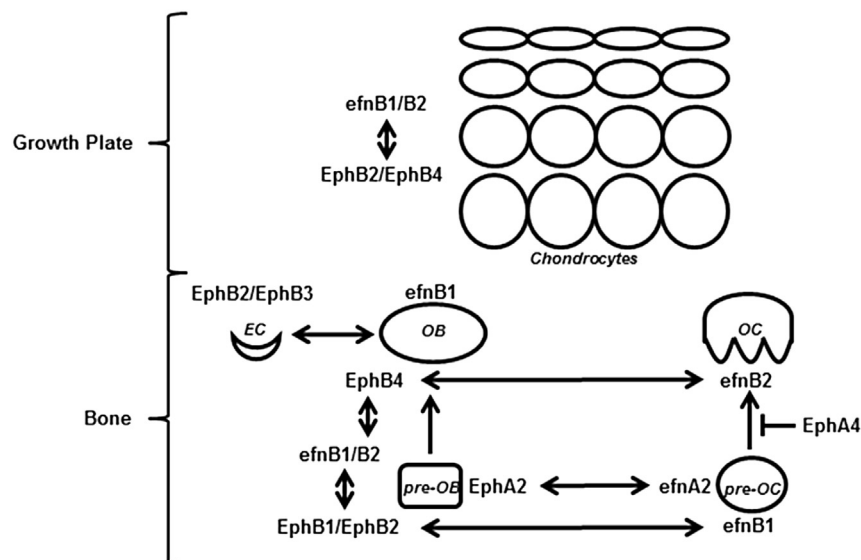 efnB1/B2
Growth Plate
EphB2/EphB4
Chondrocytes
EphB2/EphB3
efnB1
EC
OB
OC
EphB4
efnB2
Bone
EphA4
efnB1/B2
pre-OB
EphA2
efnA2
pre-OC
EphB1/EphB2
efnB1